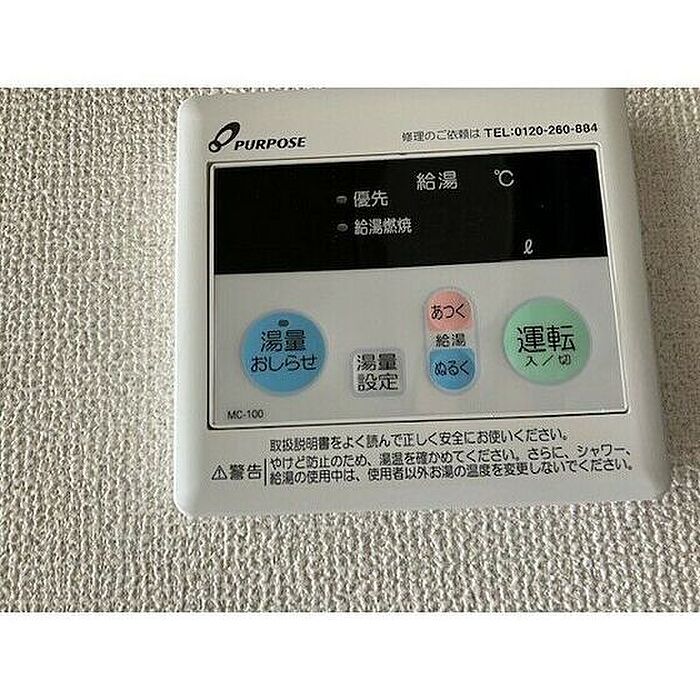 PURPOSE
修理のご依頼は TEL:0120-260-884
給湯 ℃
優先
給湯燃焼
ℓ
湯量
おしらせ
湯量
設定
あつく
給湯
ぬるく
運転
入/切
MC-100
取扱説明書をよく読んで正しく安全にお使いください。
⚠警告
やけど防止のため、湯温を確かめてください。さらに、シャワー、
給湯の使用中は、使用者以外お湯の温度を変更しないでください。